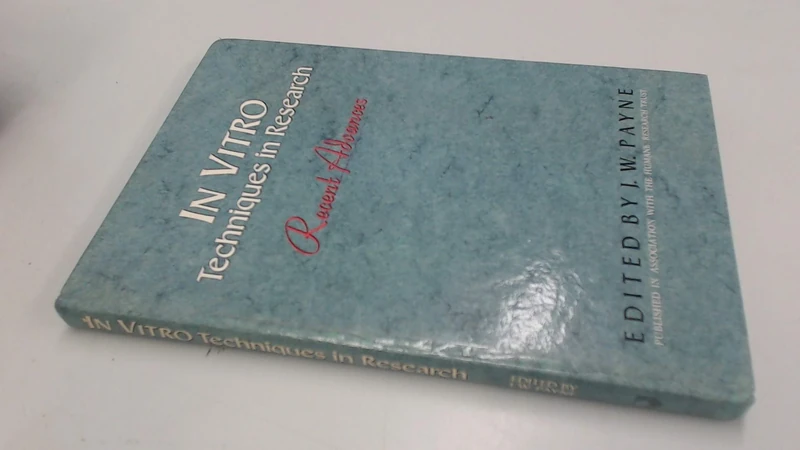 IN VITRO
Techniques in Research
Recent Advances
EDITED BY J. W. PAYNE
PUBLISHED IN ASSOCIATION WITH THE HUMANE RESEARCH TRUST
IN VITRO Techniques in Research
EDITED BY
J. W. PAYNE